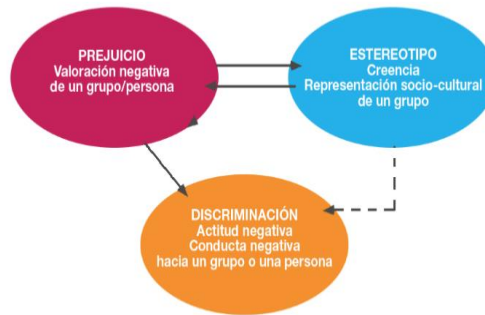 PREJUICIO
Valoración negativa
de un grupo/persona
ESTEREOTIPO
Creencia
Representación socio-cultural
de un grupo
DISCRIMINACIÓN
Actitud negativa
Conducta negativa
hacia un grupo o una persona